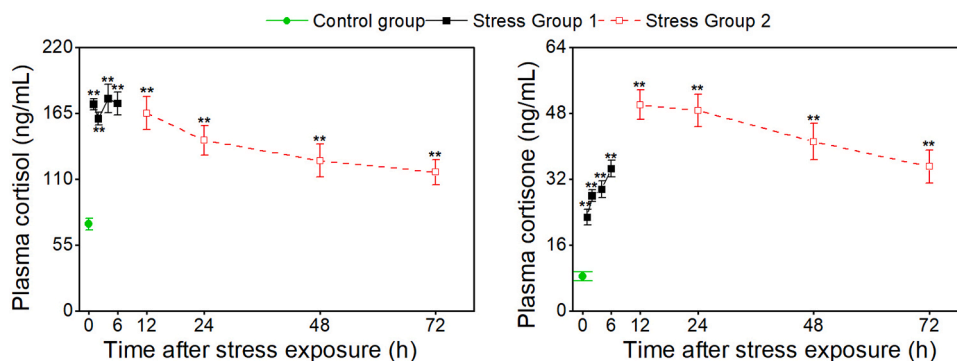 Control group Stress Group 1 Stress Group 2
Plasma cortisol (ng/mL)
220
165
110
55
0
** ** ** ** ** ** ** **
0 6 12 24 48 72
Time after stress exposure (h)
Plasma cortisone (ng/mL)
64
48
32
16
0
** ** ** ** ** ** ** **
0 6 12 24 48 72
Time after stress exposure (h)